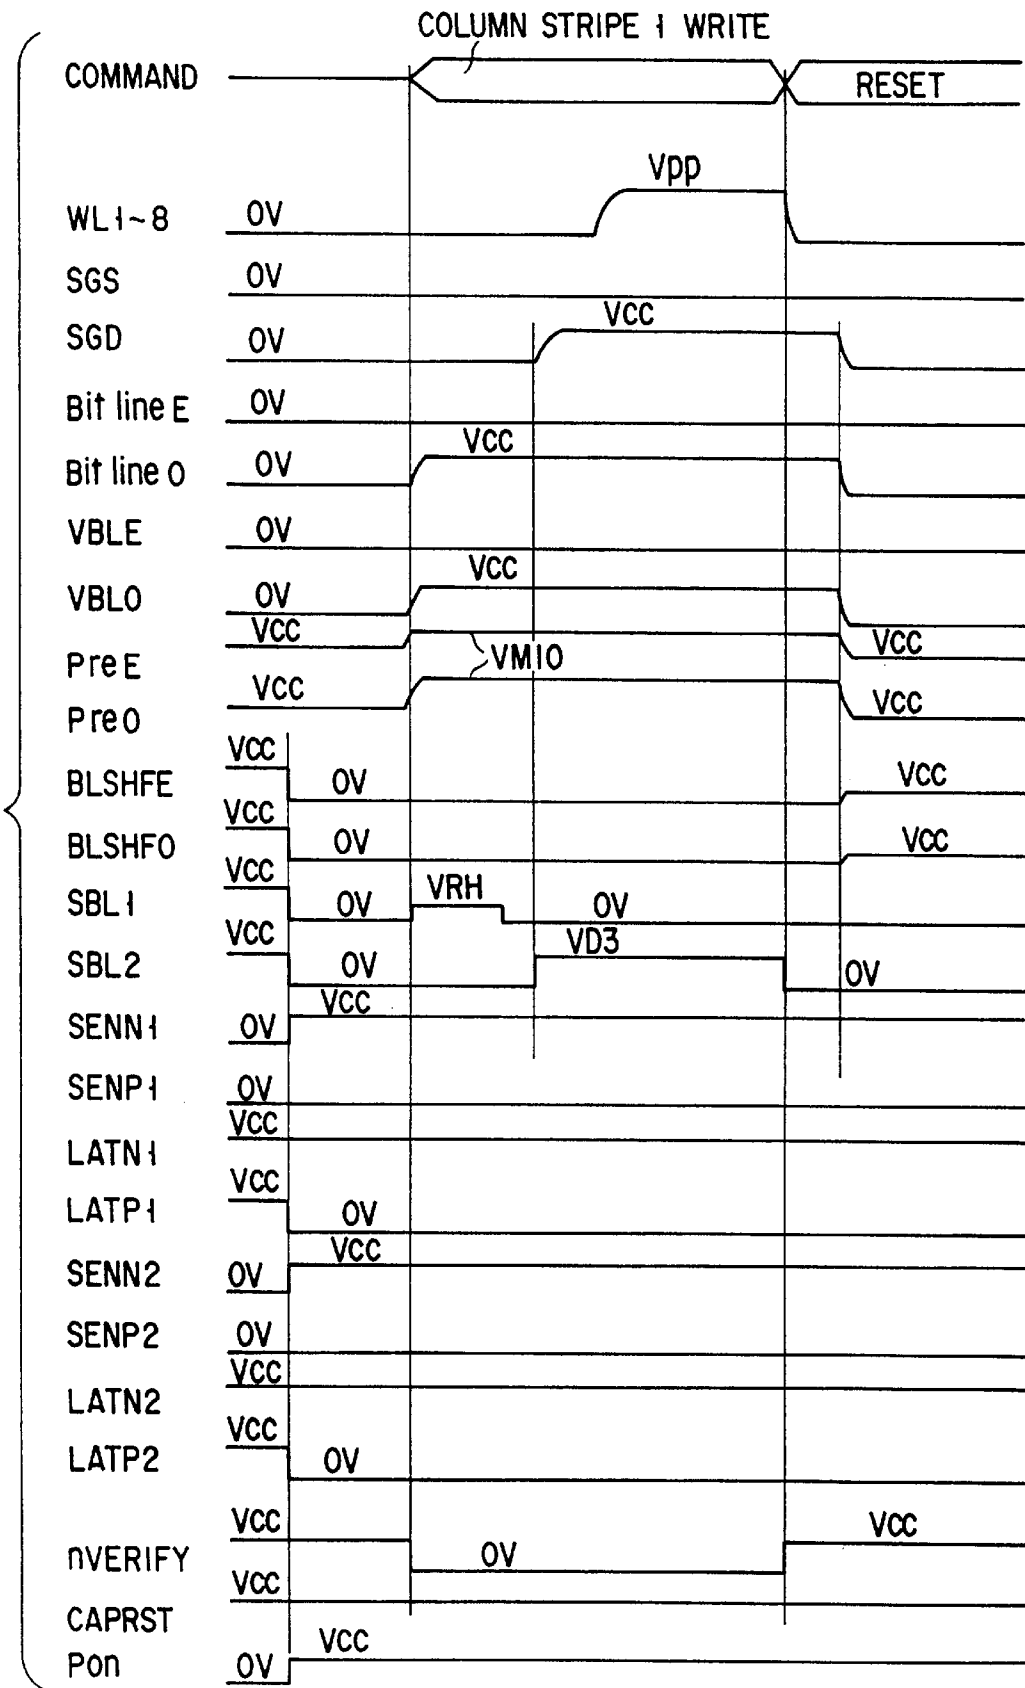 COLUMN STRIPE 1 WRITE
COMMAND RESET
Vpp
WL1~8 0V
SGS 0V
VCC
SGD 0V
Bit line E 0V
VCC
Bit line O 0V
VBLE 0V
VCC
VBLO 0V
VCC VCC
PreE VMIO
VCC VCC
PreO
VCC
BLSHFE 0V VCC
VCC
BLSHFO 0V VCC
VCC VRH
SBL1 0V 0V
VCC VD3
SBL2 0V 0V
VCC
SENN1 0V
SENP1 0V
VCC
LATN1
VCC
LATP1 0V
VCC
SENN2 0V
SENP2 0V
VCC
LATN2
VCC
LATP2 0V
VCC VCC
nVERIFY 0V
VCC
CAPRST
VCC
Pon 0V